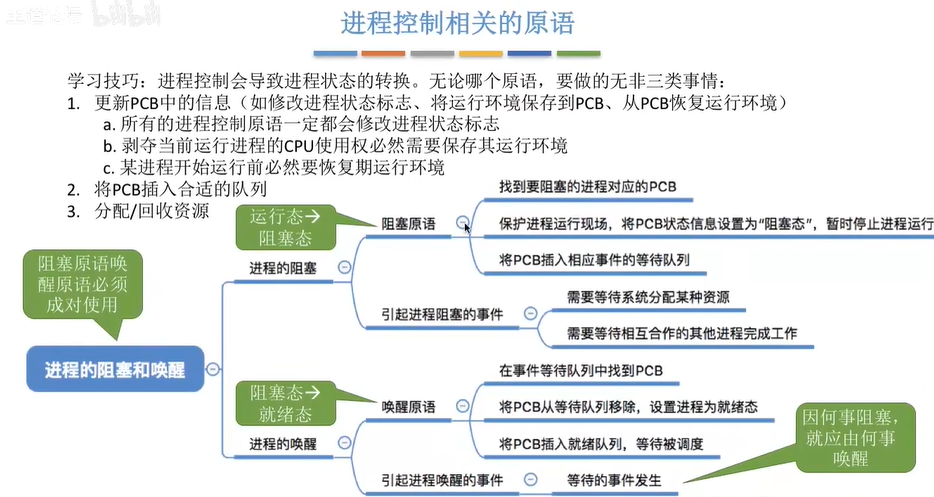 bilibili
进程控制相关的原语
学习技巧：进程控制会导致进程状态的转换。无论哪个原语，要做的无非三类事情：
1. 更新PCB中的信息（如修改进程状态标志、将运行环境保存到PCB、从PCB恢复运行环境）
a. 所有的进程控制原语一定都会修改进程状态标志
b. 剥夺当前运行进程的CPU使用权必然需要保存其运行环境
c. 某进程开始运行前必然要恢复期运行环境
2. 将PCB插入合适的队列
3. 分配/回收资源
运行态→
阻塞态
阻塞原语
找到要阻塞的进程对应的PCB
保护进程运行现场，将PCB状态信息设置为“阻塞态”，暂时停止进程运行
将PCB插入相应事件的等待队列
进程的阻塞
引起进程阻塞的事件
需要等待系统分配某种资源
需要等待相互合作的其他进程完成工作
阻塞原语唤
醒原语必须
成对使用
进程的阻塞和唤醒
阻塞态→
就绪态
唤醒原语
在事件等待队列中找到PCB
将PCB从等待队列移除，设置进程为就绪态
将PCB插入就绪队列，等待被调度
进程的唤醒
引起进程唤醒的事件
等待的事件发生
因何事阻塞，
就应由何事
唤醒